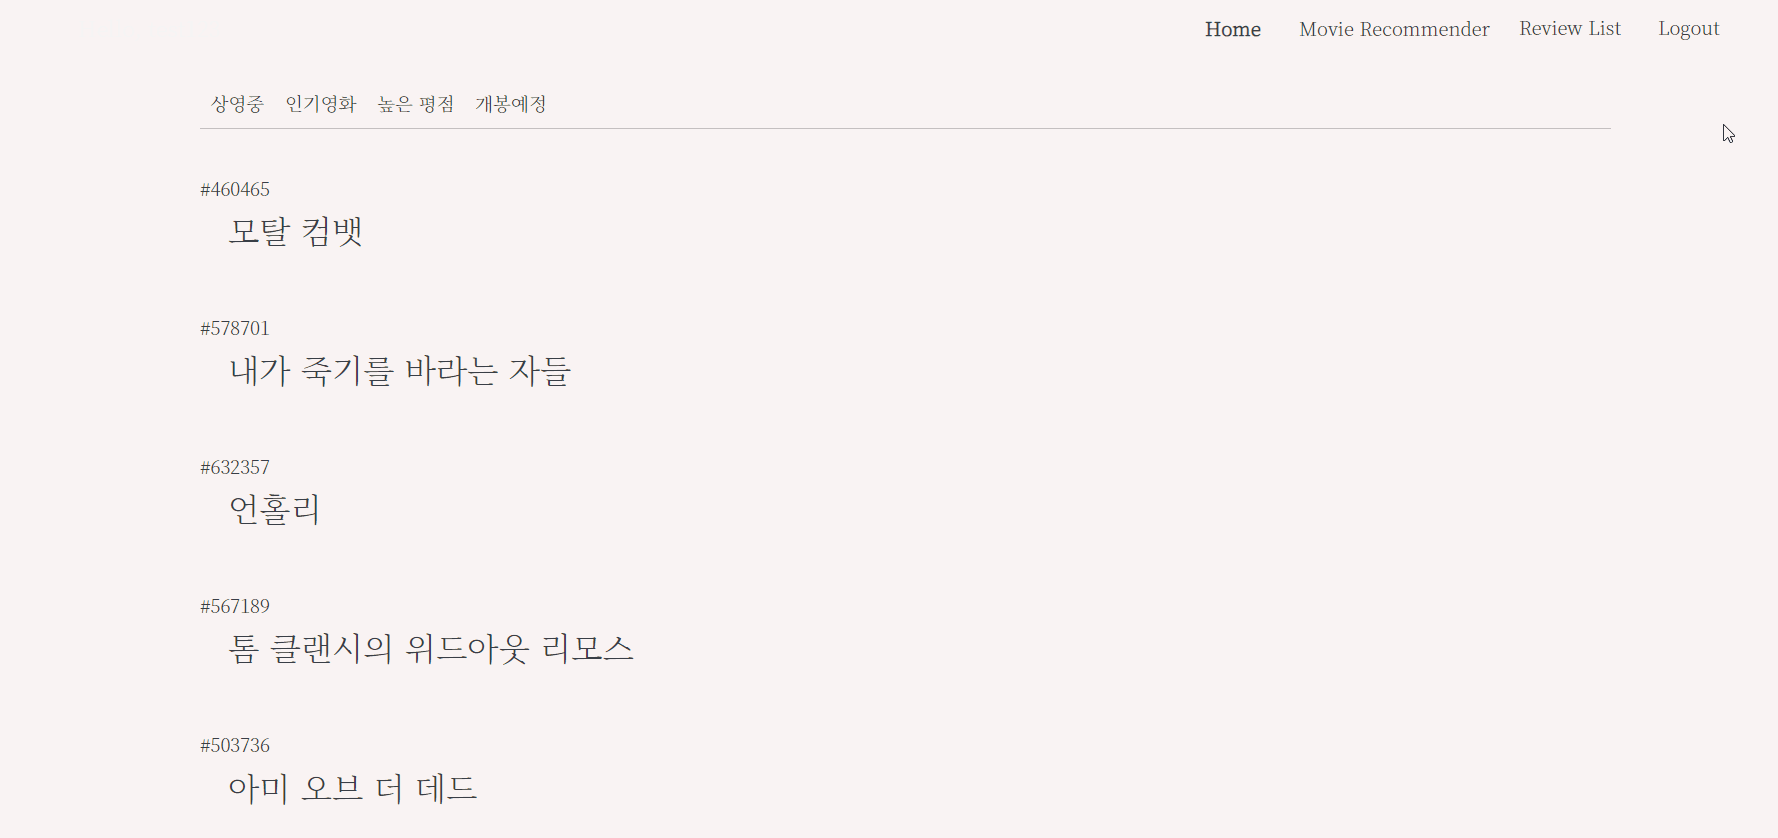 Home Movie Recommender Review List Logout
상영중 인기영화 높은 평점 개봉예정
#460465
모탈 컴뱃
#578701
내가 죽기를 바라는 자들
#632357
언홀리
#567189
톰 클랜시의 위드아웃 리모스
#503736
아미 오브 더 데드